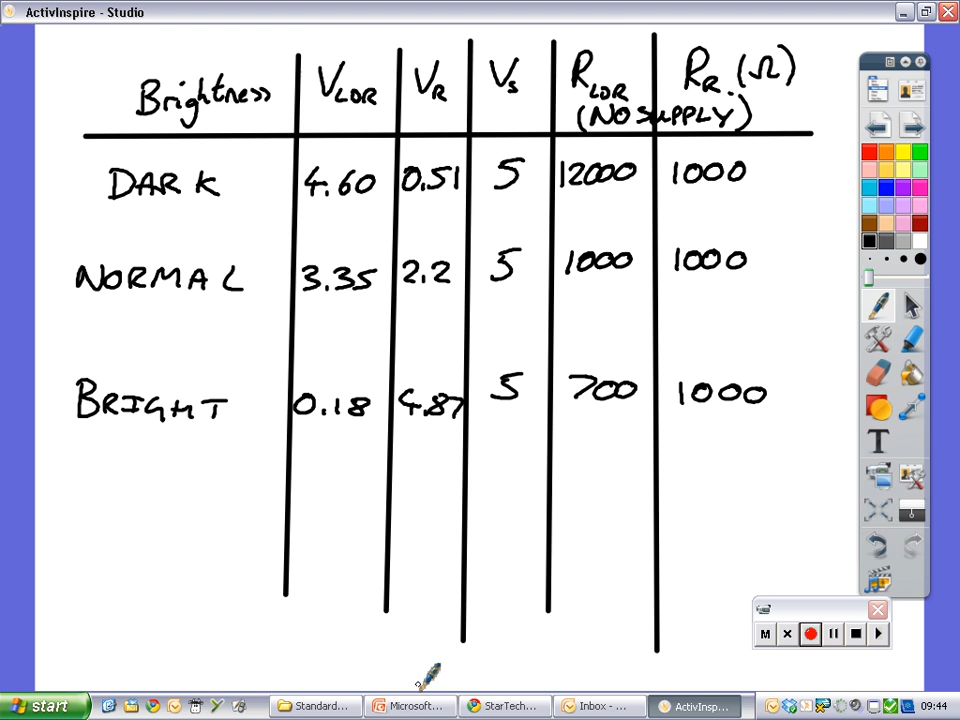 ActivInspire - Studio
Brightness V_LDR V_R V_S R_LDR R_R (Ω)
(NO SUPPLY)
DARK 4.60 0.51 5 12000 1000
NORMAL 3.35 2.2 5 1000 1000
BRIGHT 0.18 4.87 5 700 1000
T
M
start Standard... Microsoft... StarTech... Inbox - ... ActivInsp... 09:44